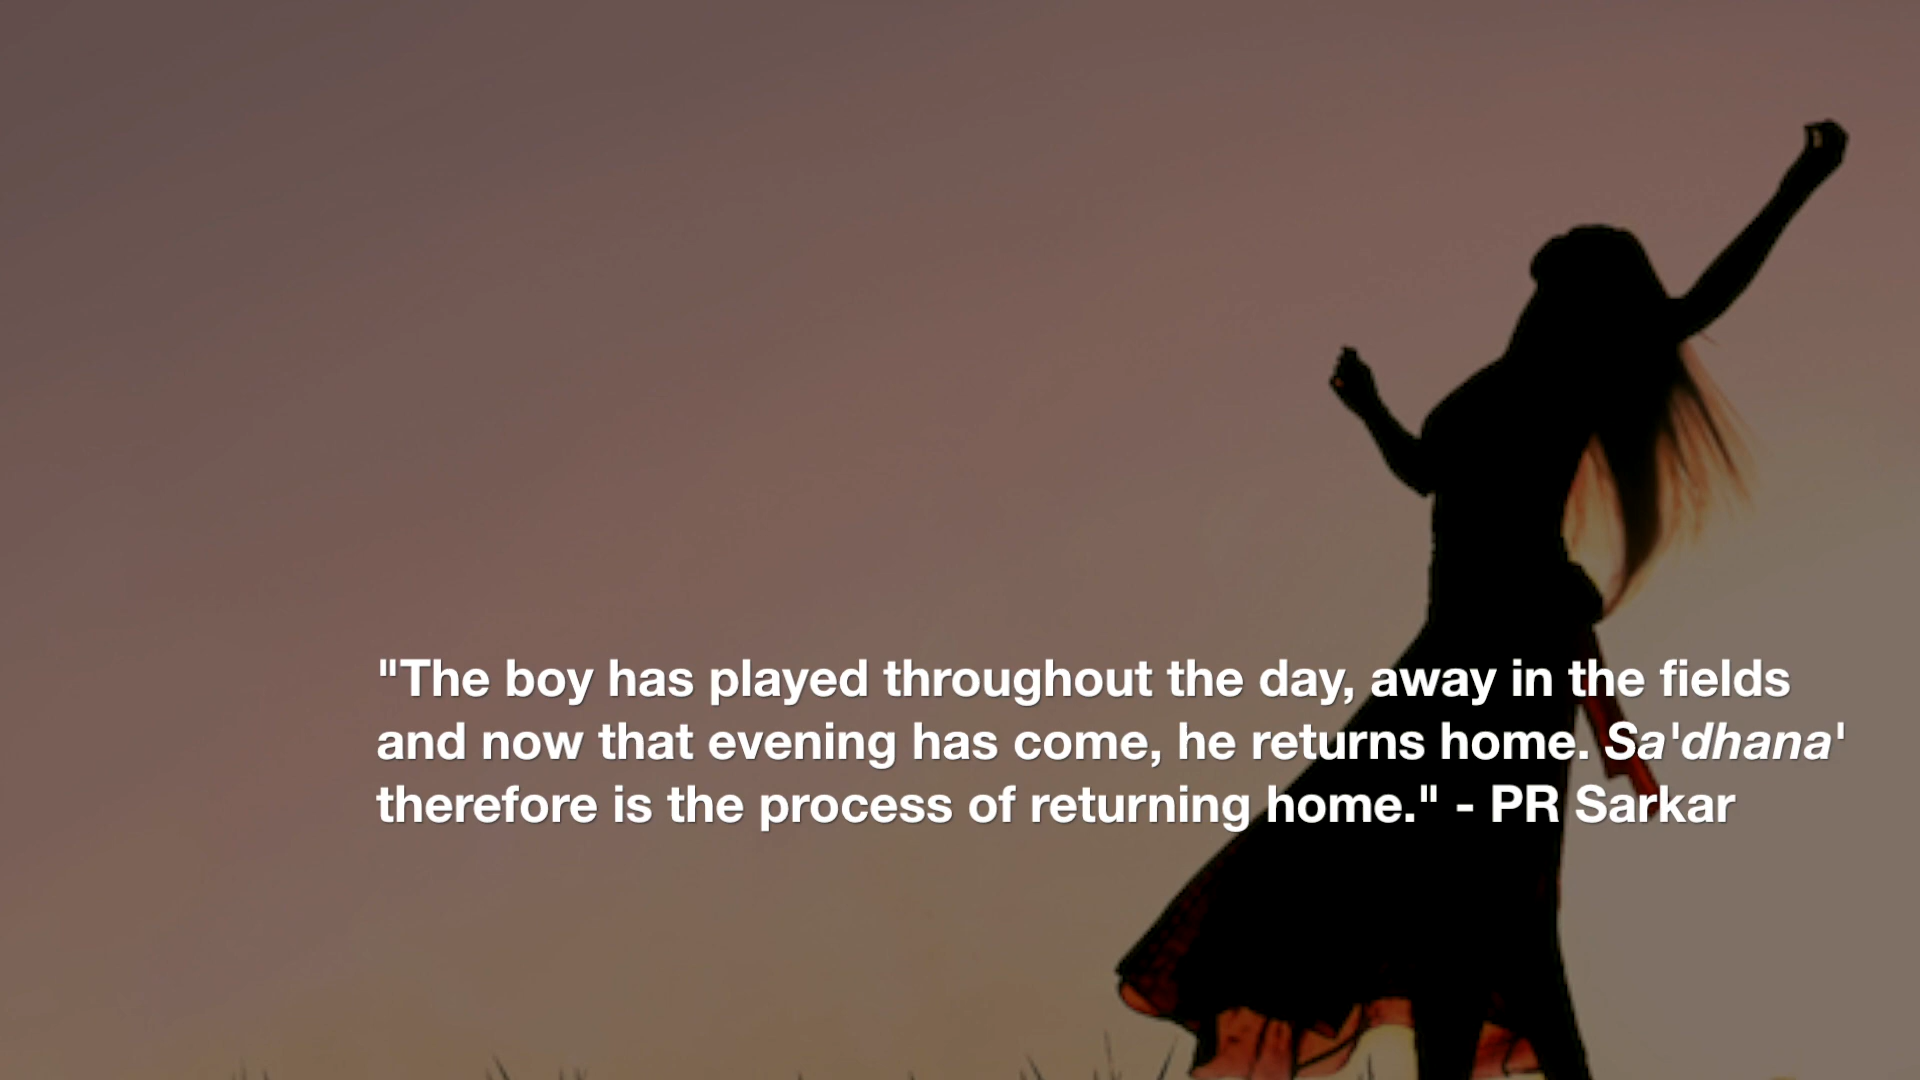 "The boy has played throughout the day, away in the fields
and now that evening has come, he returns home. Sa'dhana'
therefore is the process of returning home." - PR Sarkar